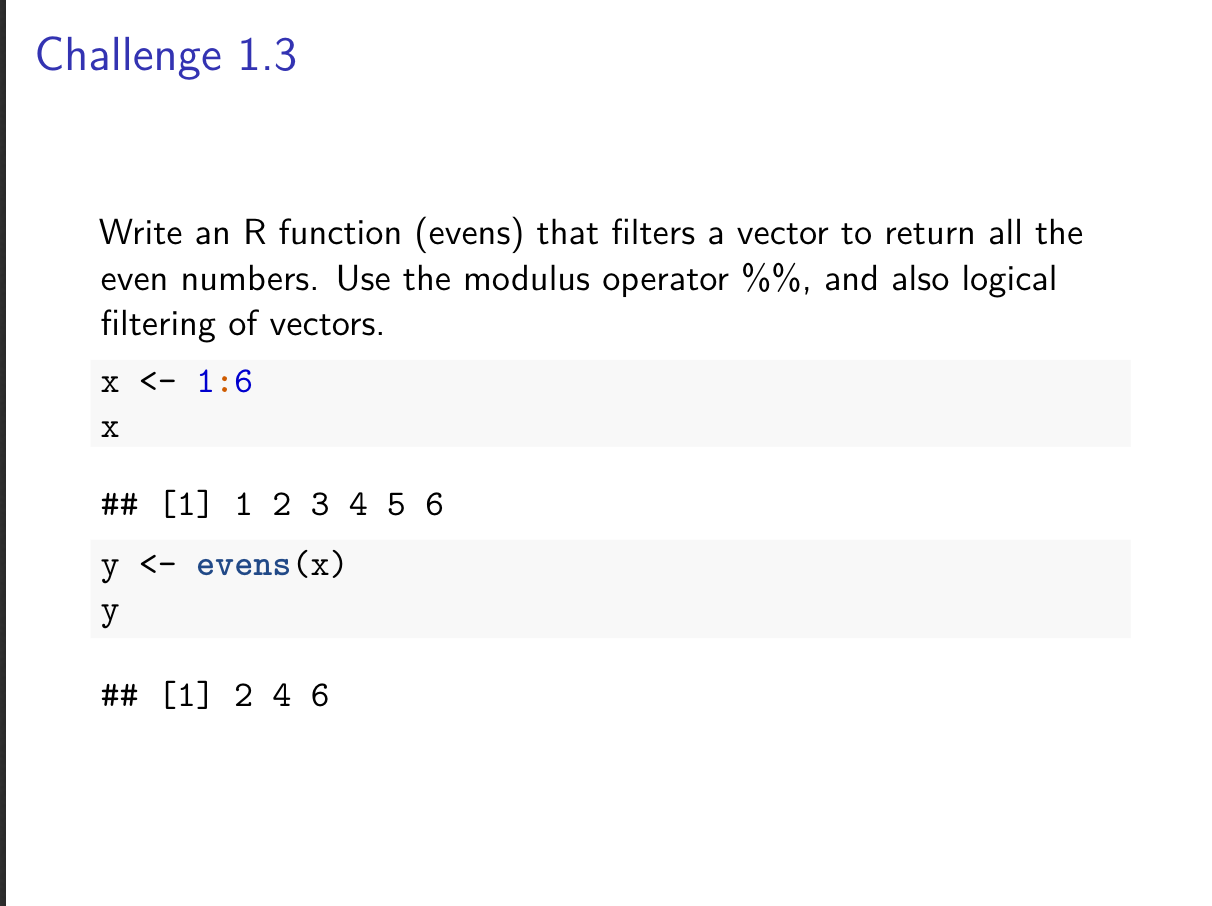 Challenge 1.3
Write an R function (evens) that filters a vector to return all the
even numbers. Use the modulus operator %%, and also logical
filtering of vectors.
x <- 1:6
x
## [1] 1 2 3 4 5 6
y <- evens(x)
y
## [1] 2 4 6